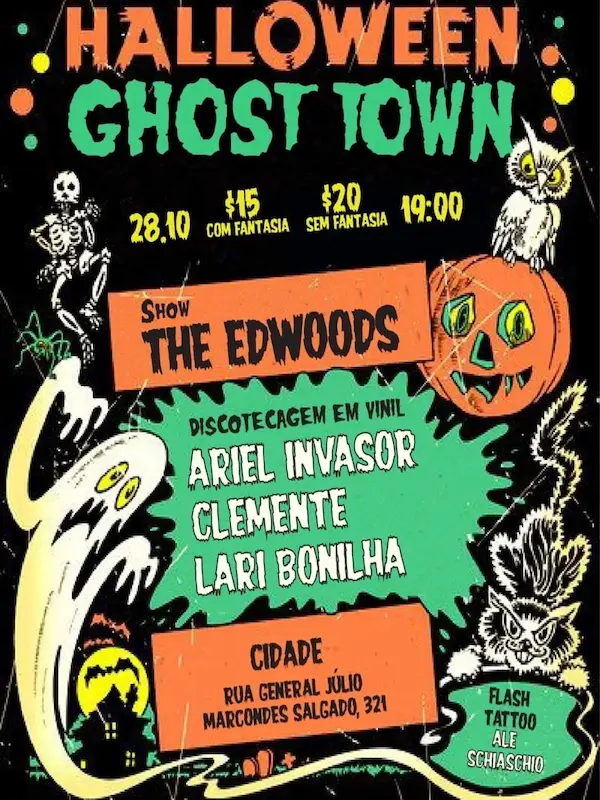 HALLOWEEN
GHOST TOWN
28.10
$15
COM FANTASIA
$20
SEM FANTASIA
19:00
SHOW
THE EDWOODS
DISCOTECAGEM EM VINIL
ARIEL INVASOR
CLEMENTE
LARI BONILHA
CIDADE
RUA GENERAL JÚLIO
MARCONDES SALGADO, 321
FLASH
TATTOO
ALE
SCHIASCHIO